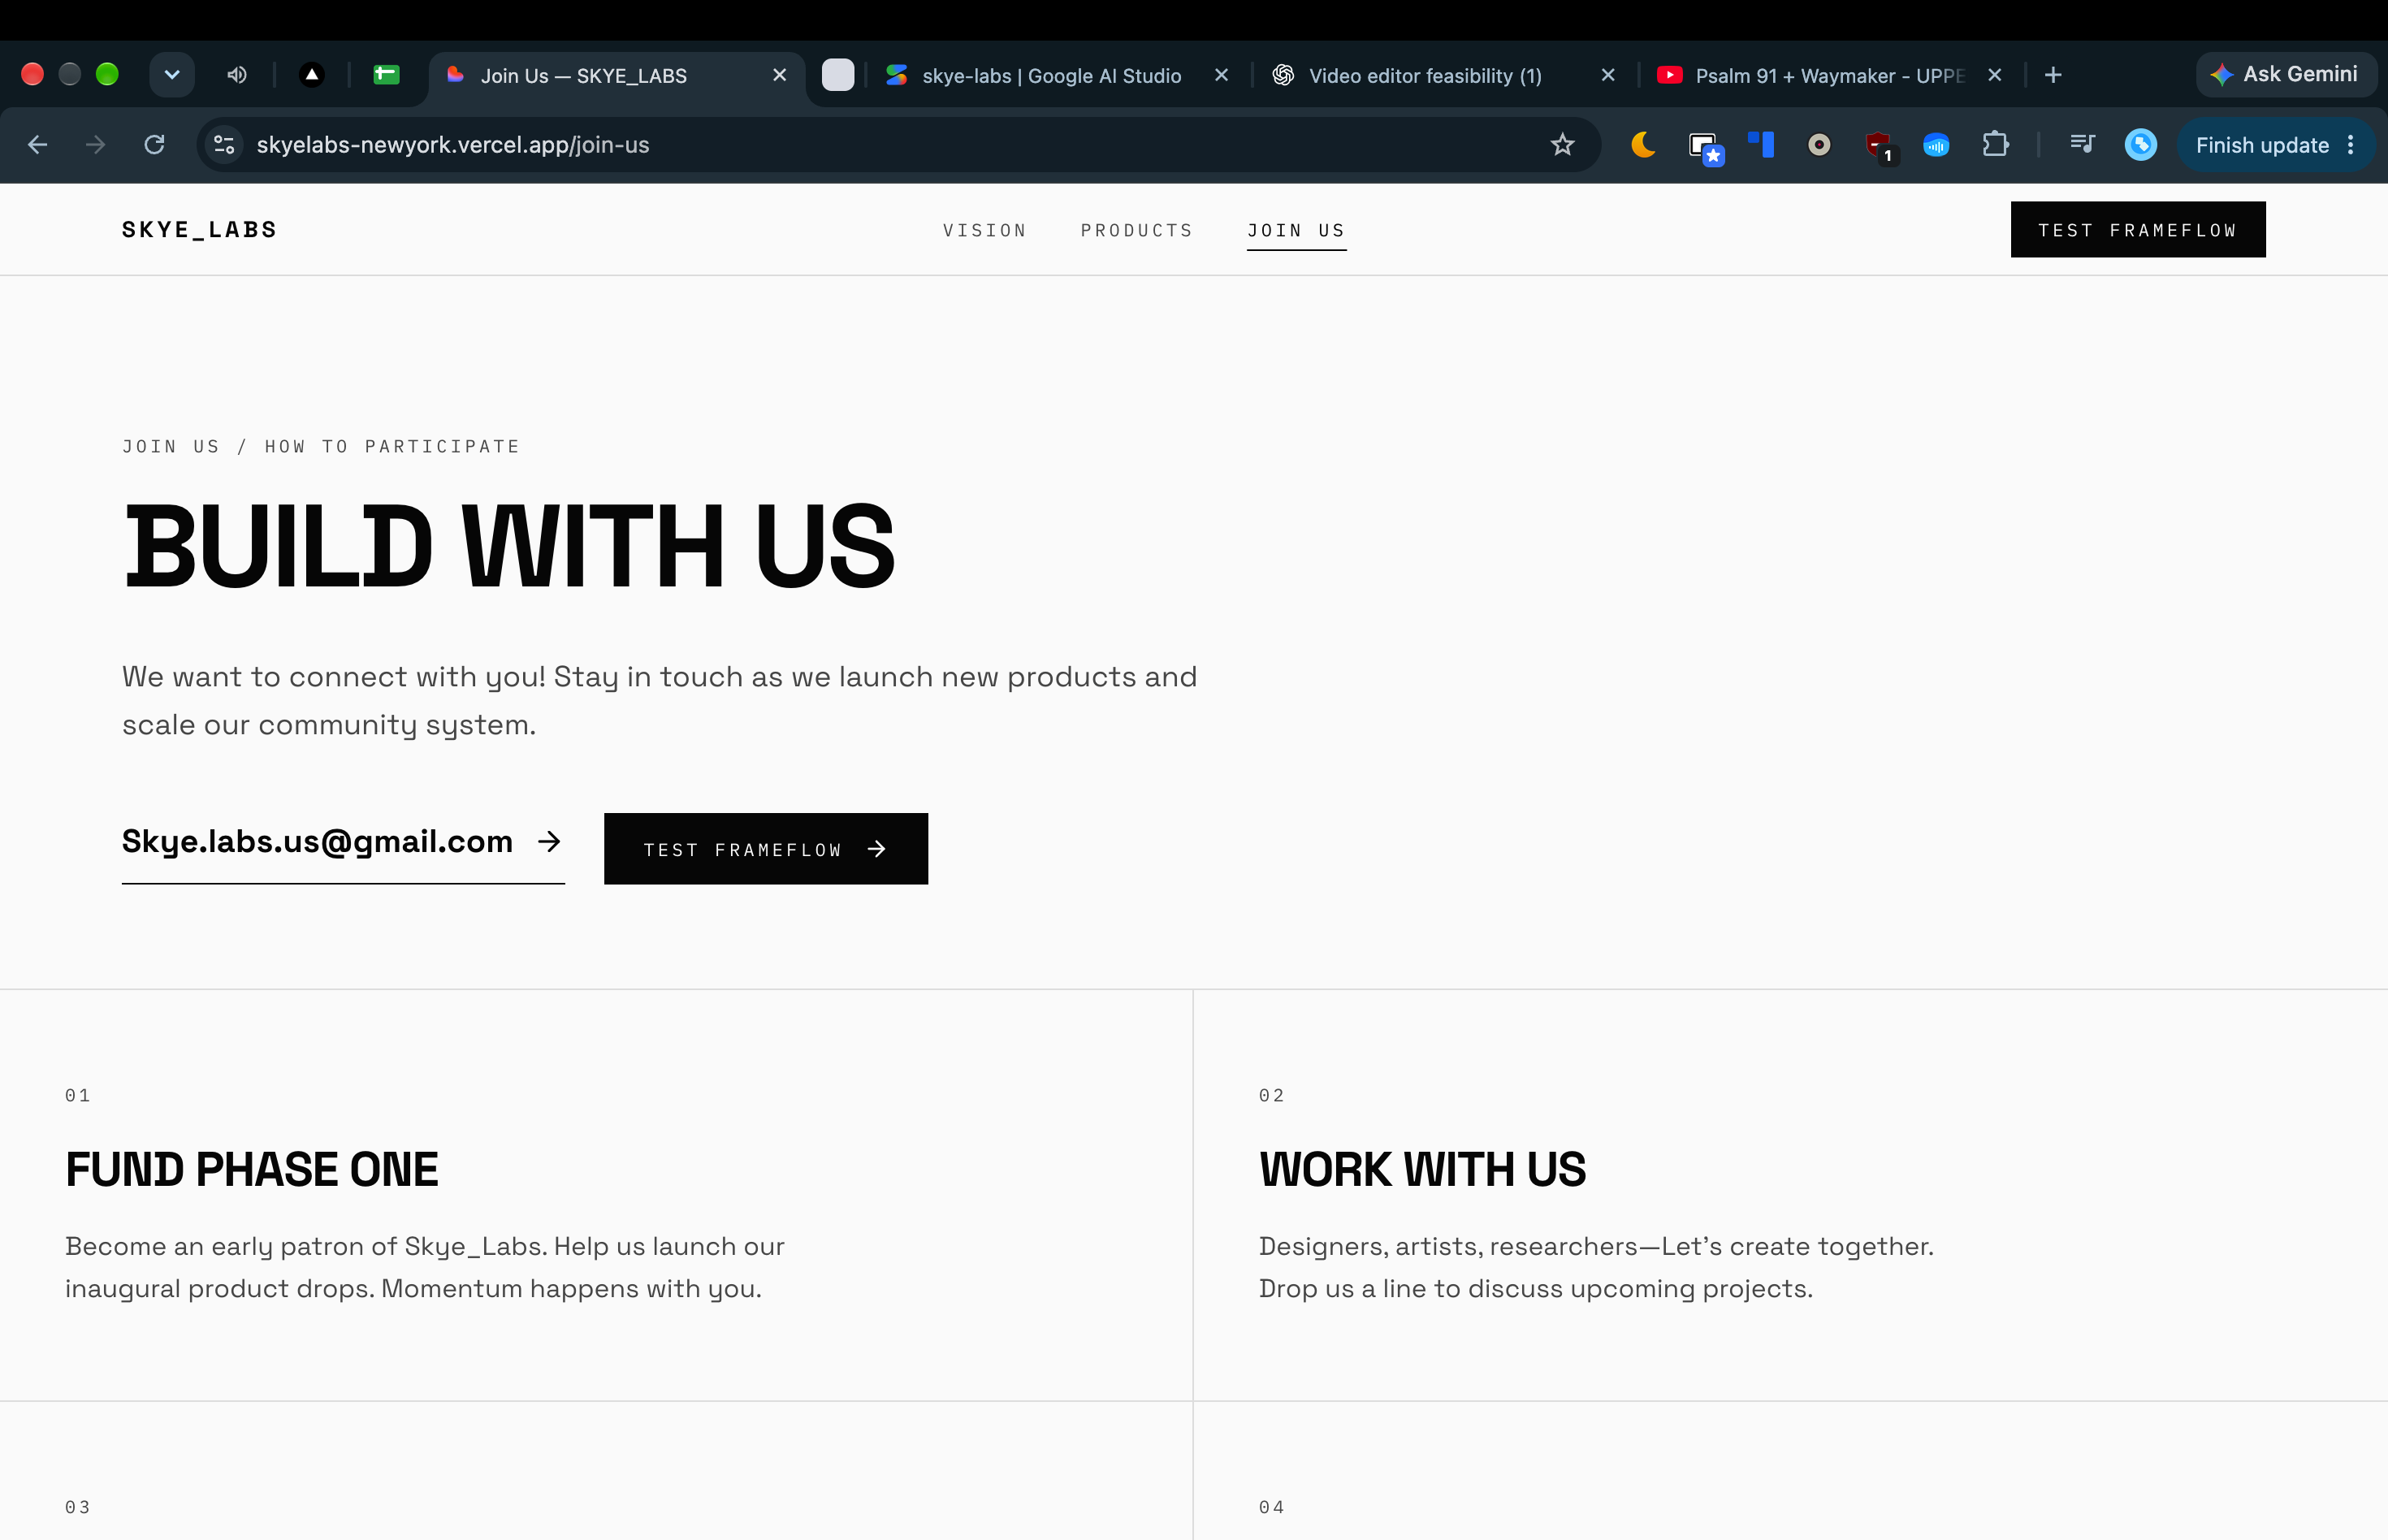 Join Us — SKYE_LABS
skye-labs | Google AI Studio
Video editor feasibility (1)
Psalm 91 + Waymaker - UPPE
Ask Gemini
skyelabs-newyork.vercel.app/join-us
1
Finish update
SKYE_LABS
VISION
PRODUCTS
JOIN US
TEST FRAMEFLOW
JOIN US / HOW TO PARTICIPATE
BUILD WITH US
We want to connect with you! Stay in touch as we launch new products and
scale our community system.
Skye.labs.us@gmail.com →
TEST FRAMEFLOW →
01
FUND PHASE ONE
Become an early patron of Skye_Labs. Help us launch our
inaugural product drops. Momentum happens with you.
02
WORK WITH US
Designers, artists, researchers—Let’s create together.
Drop us a line to discuss upcoming projects.
03
04